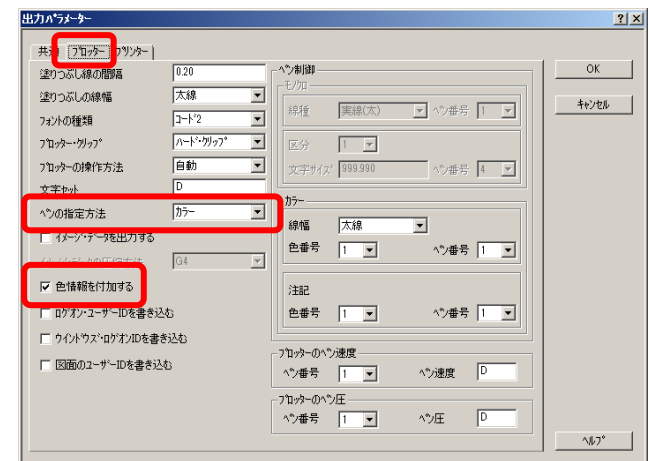 出力ﾊﾟﾗﾒｰﾀｰ
共通 ﾌﾟﾛｯﾀｰ ﾌﾟﾘﾝﾀｰ
塗りつぶし線の間隔 0.20
塗りつぶしの線幅 太線
ﾌｫﾝﾄの種類 ｺｰﾄﾞ2
ﾌﾟﾛｯﾀｰ･ｸﾘｯﾌﾟ ﾊｰﾄﾞ･ｸﾘｯﾌﾟ
ﾌﾟﾛｯﾀｰの操作方法 自動
文字ｾｯﾄ D
ﾍﾟﾝの指定方法 ｶﾗｰ
ｲﾒｰｼﾞ･ﾃﾞｰﾀを出力する
ｲﾒｰｼﾞ･ﾃﾞｰﾀの圧縮方法 G4
色情報を付加する
ﾛｸﾞｵﾝ･ﾕｰｻﾞｰIDを書き込む
ｳｲﾝﾄﾞｳｽﾞ･ﾛｸﾞｵﾝIDを書き込む
図面のﾕｰｻﾞｰIDを書き込む
ﾍﾟﾝ制御
ﾓﾉｸﾛ
線種 実線(太) ﾍﾟﾝ番号 1
区分 1
文字ｻｲｽﾞ 999.990 ﾍﾟﾝ番号 4
ｶﾗｰ
線幅 太線
色番号 1 ﾍﾟﾝ番号 1
注記
色番号 1 ﾍﾟﾝ番号 1
ﾌﾟﾛｯﾀｰのﾍﾟﾝ速度
ﾍﾟﾝ番号 1 ﾍﾟﾝ速度 D
ﾌﾟﾛｯﾀｰのﾍﾟﾝ圧
ﾍﾟﾝ番号 1 ﾍﾟﾝ圧 D
OK
ｷｬﾝｾﾙ
ﾍﾙﾌﾟ